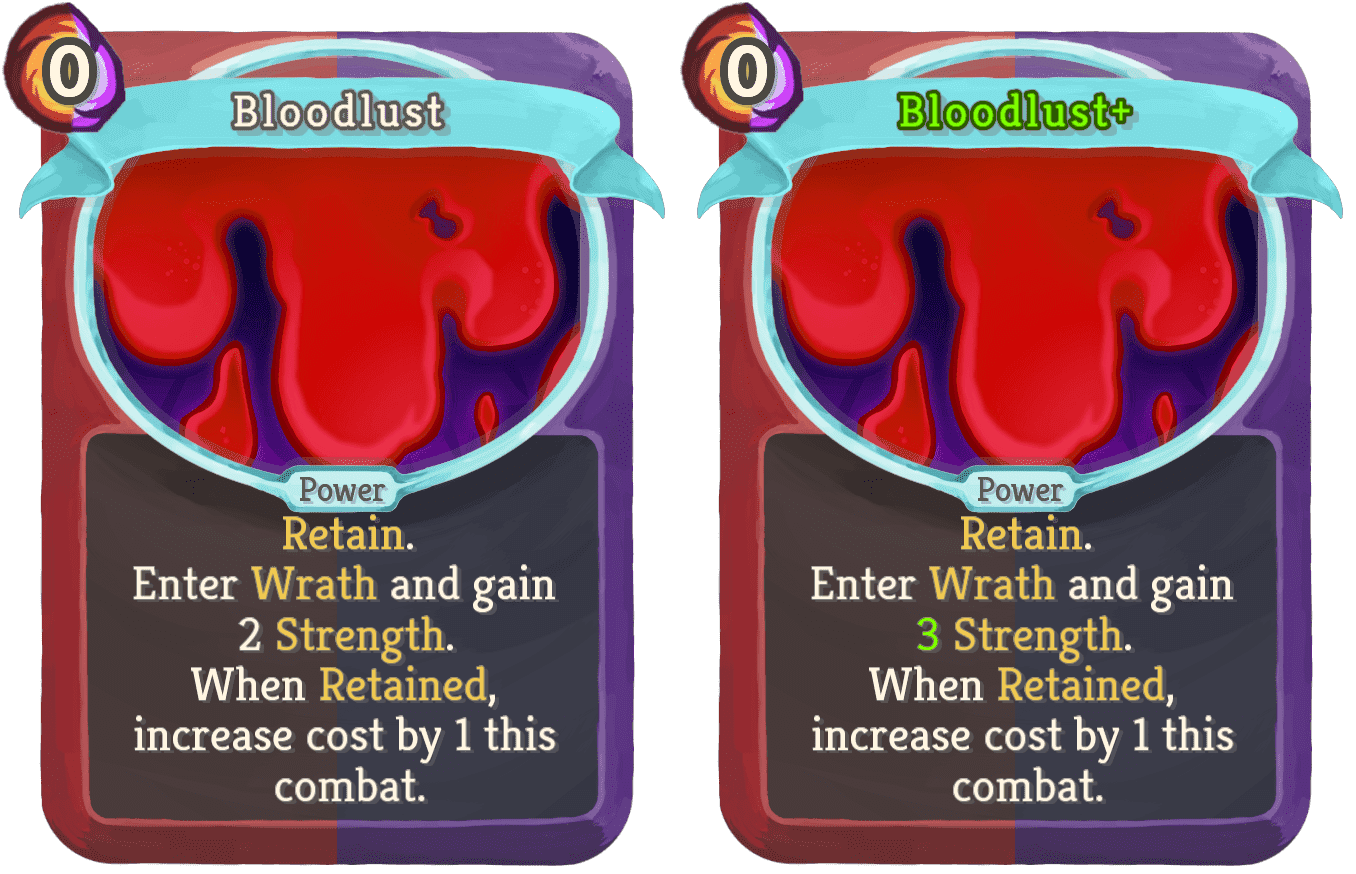 0
Bloodlust
Power
Retain.
Enter Wrath and gain
2 Strength.
When Retained,
increase cost by 1 this
combat.
0
Bloodlust+
Power
Retain.
Enter Wrath and gain
3 Strength.
When Retained,
increase cost by 1 this
combat.